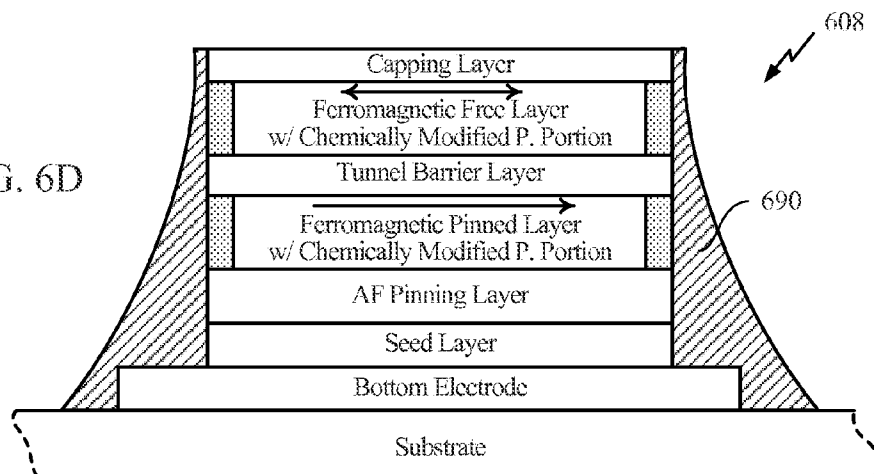 608
Capping Layer
Ferromagnetic Free Layer
w/ Chemically Modified P. Portion
G. 6D
Tunnel Barrier Layer
690
Ferromagnetic Pinned Layer
w/ Chemically Modified P. Portion
AF Pinning Layer
Seed Layer
Bottom Electrode
Substrate